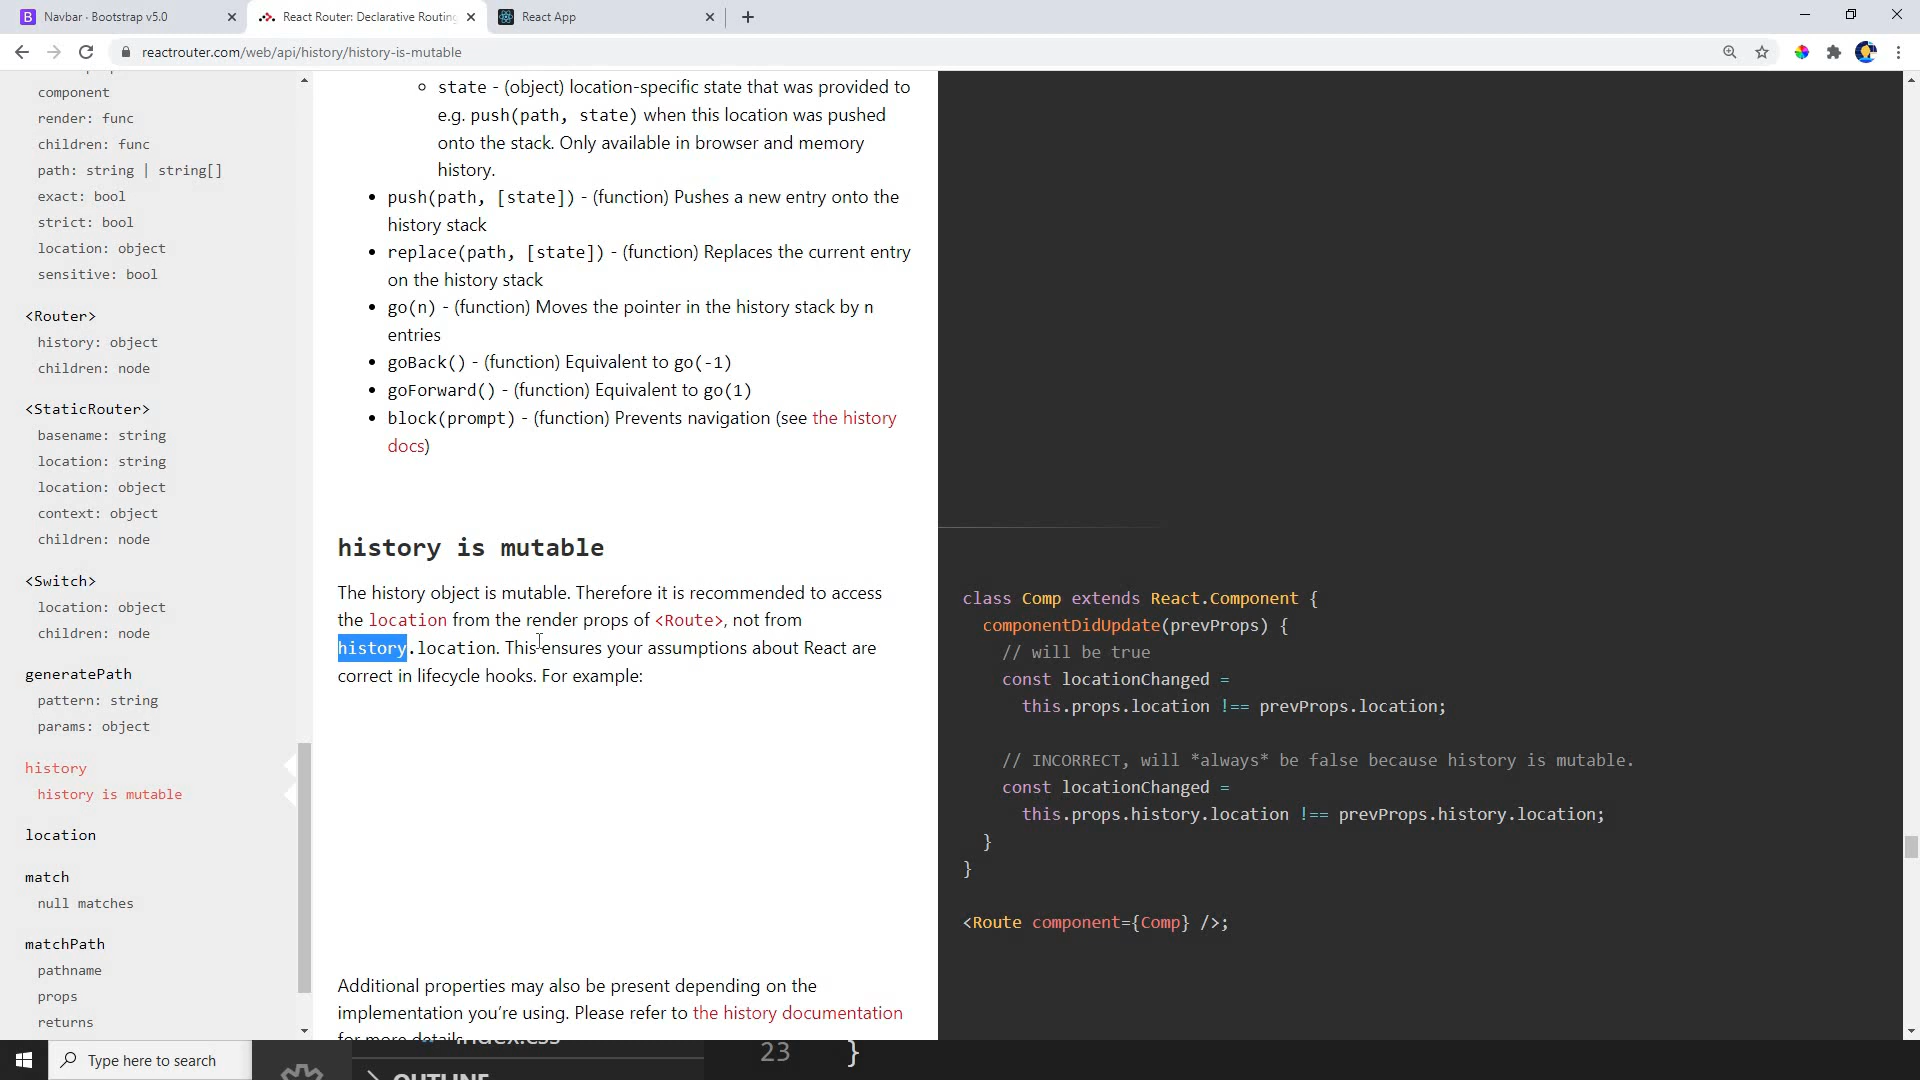 Navbar · Bootstrap v5.0
React Router: Declarative Routing
React App
reactrouter.com/web/api/history/history-is-mutable
component
render: func
children: func
path: string | string[]
exact: bool
strict: bool
location: object
sensitive: bool
<Router>
history: object
children: node
<StaticRouter>
basename: string
location: string
location: object
context: object
children: node
<Switch>
location: object
children: node
generatePath
pattern: string
params: object
history
history is mutable
location
match
null matches
matchPath
pathname
props
returns
state - (object) location-specific state that was provided to
e.g. push(path, state) when this location was pushed
onto the stack. Only available in browser and memory
history.
push(path, [state]) - (function) Pushes a new entry onto the
history stack
replace(path, [state]) - (function) Replaces the current entry
on the history stack
go(n) - (function) Moves the pointer in the history stack by n
entries
goBack() - (function) Equivalent to go(-1)
goForward() - (function) Equivalent to go(1)
block(prompt) - (function) Prevents navigation (see the history
docs)
history is mutable
The history object is mutable. Therefore it is recommended to access
the location from the render props of <Route>, not from
history.location. This ensures your assumptions about React are
correct in lifecycle hooks. For example:
Additional properties may also be present depending on the
implementation you're using. Please refer to the history documentation
for more details.
class Comp extends React.Component {
componentDidUpdate(prevProps) {
// will be true
const locationChanged =
this.props.location !== prevProps.location;
// INCORRECT, will *always* be false because history is mutable.
const locationChanged =
this.props.history.location !== prevProps.history.location;
}
}
<Route component={Comp} />;
Type here to search
index.css
OUTLINE
23 }